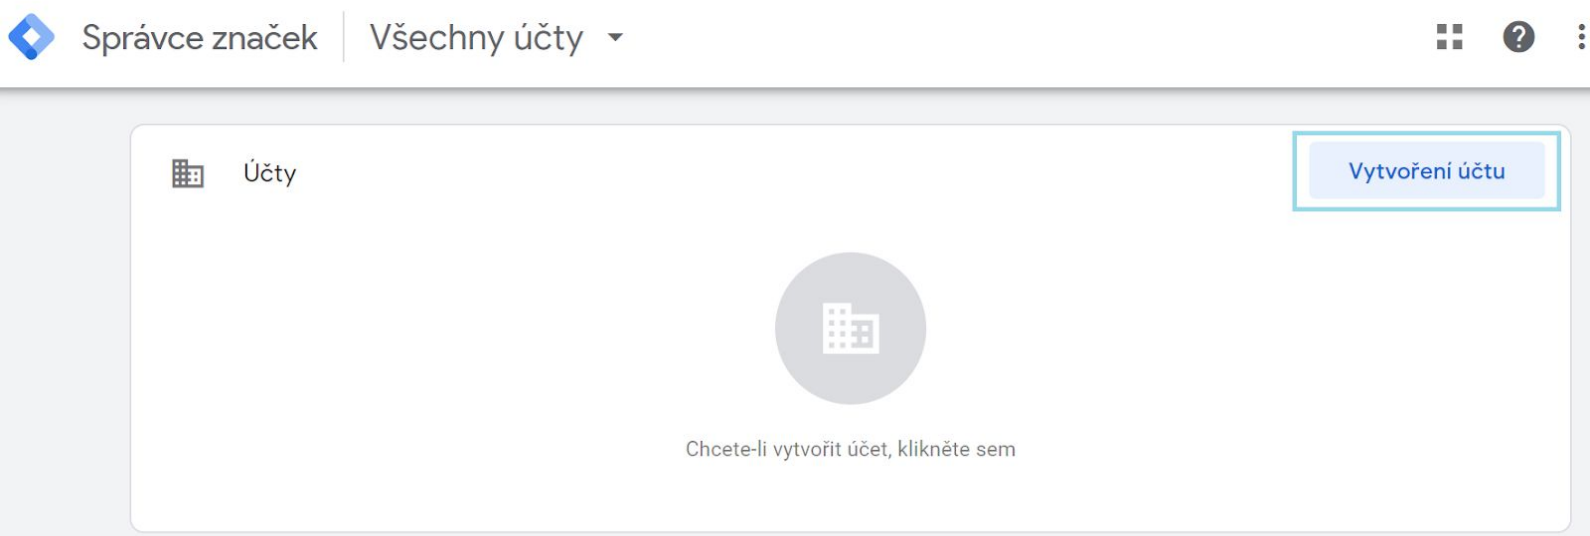 Správce značek
Všechny účty
Účty
Vytvoření účtu
Chcete-li vytvořit účet, klikněte sem